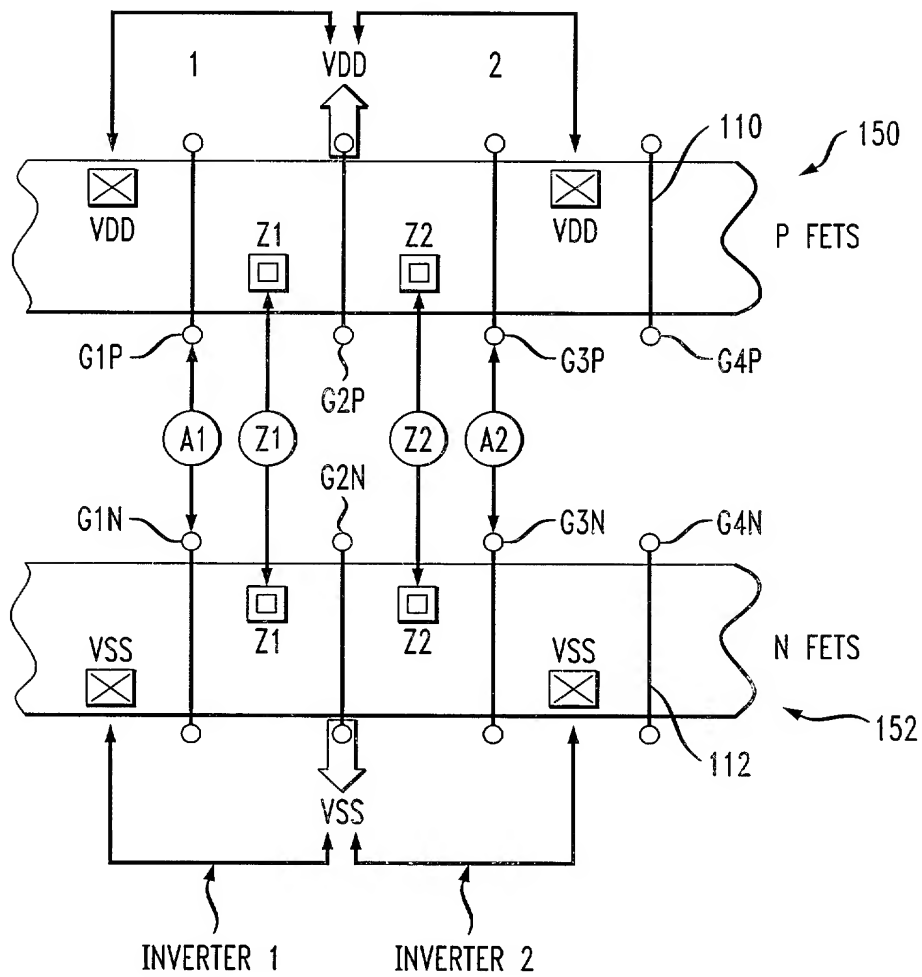 1 VDD 2
110
150
VDD VDD
P FETS
Z1 Z2
G1P G2P G3P G4P
A1 Z1 Z2 A2
G1N G2N G3N G4N
Z1 Z2
VSS VSS
N FETS
152
112
VSS
INVERTER 1 INVERTER 2